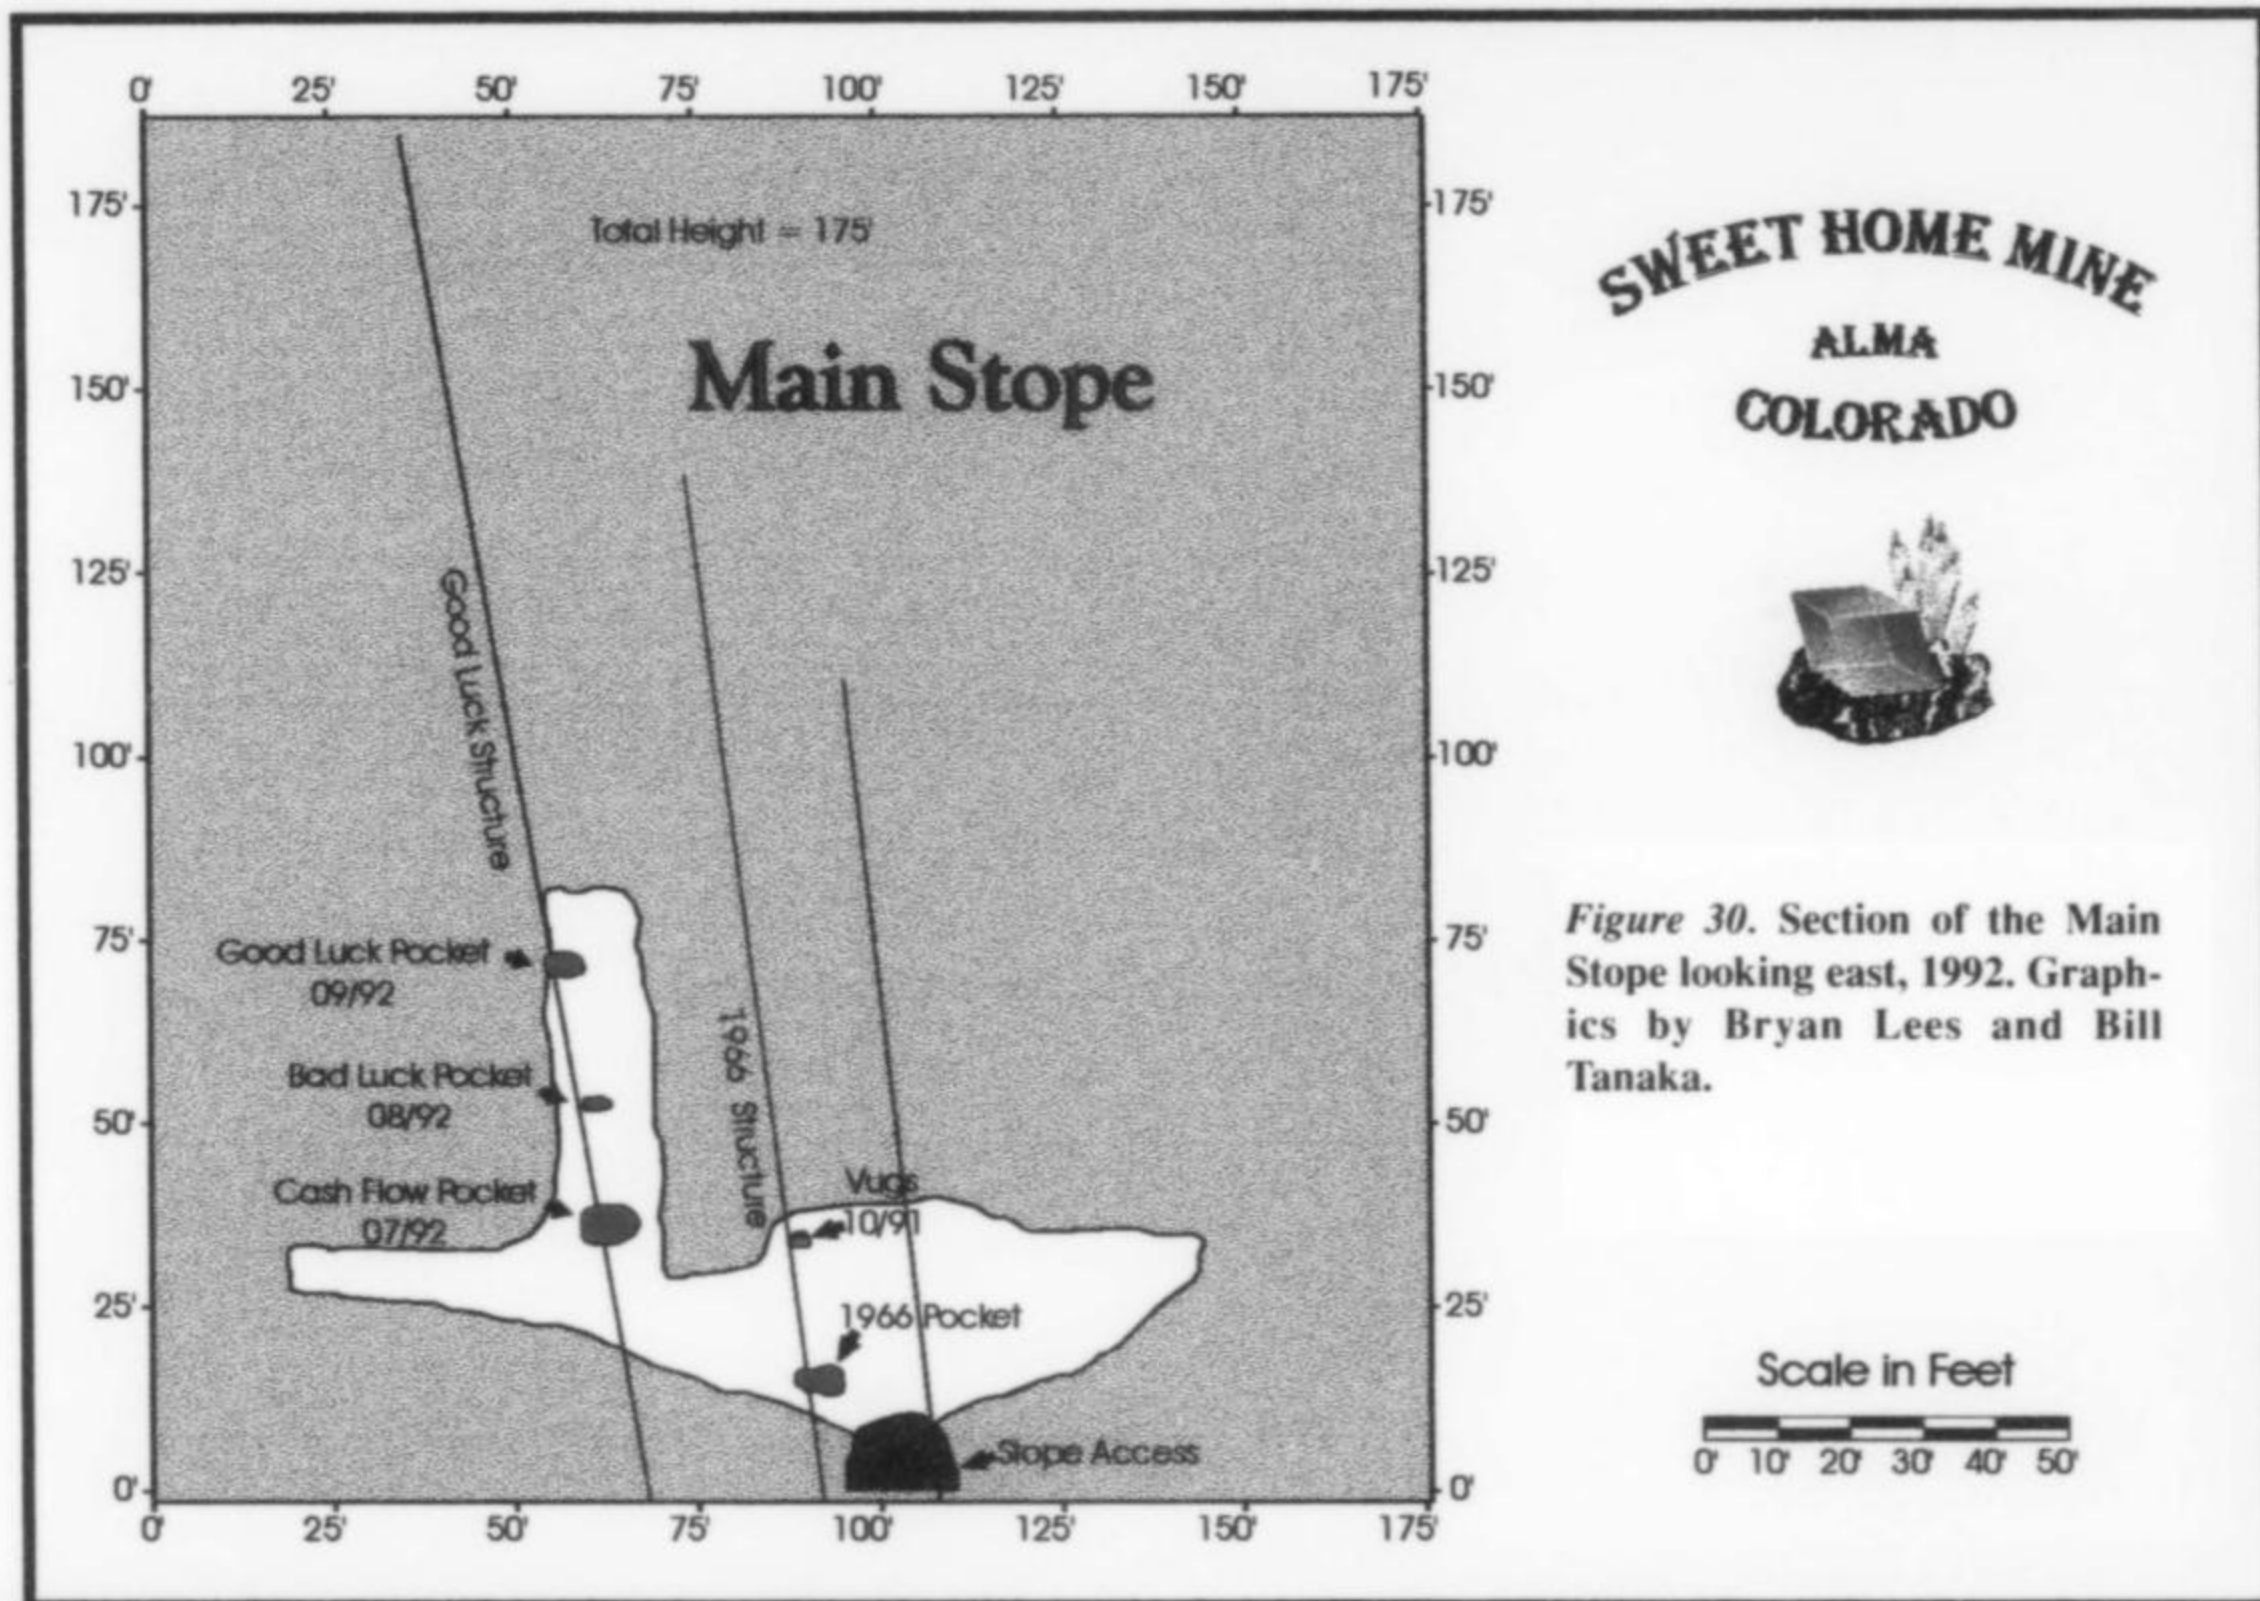 0' 25' 50' 75' 100' 125' 150' 175'
175' 175'
Total Height = 175'
Main Stope
150' 150'
125' 125'
Good Luck Structure
100' 100'
75' 75'
Good Luck Pocket
09/92
1966 Structure
Bad Luck Pocket
08/92
50' 50'
Cash Flow Pocket
07/92
Vugs
10/91
25' 25'
1966 Pocket
Stope Access
0' 0'
0' 25' 50' 75' 100' 125' 150' 175'
SWEET HOME MINE
ALMA
COLORADO
Figure 30. Section of the Main
Stope looking east, 1992. Graph-
ics by Bryan Lees and Bill
Tanaka.
Scale in Feet
0' 10' 20' 30' 40' 50'